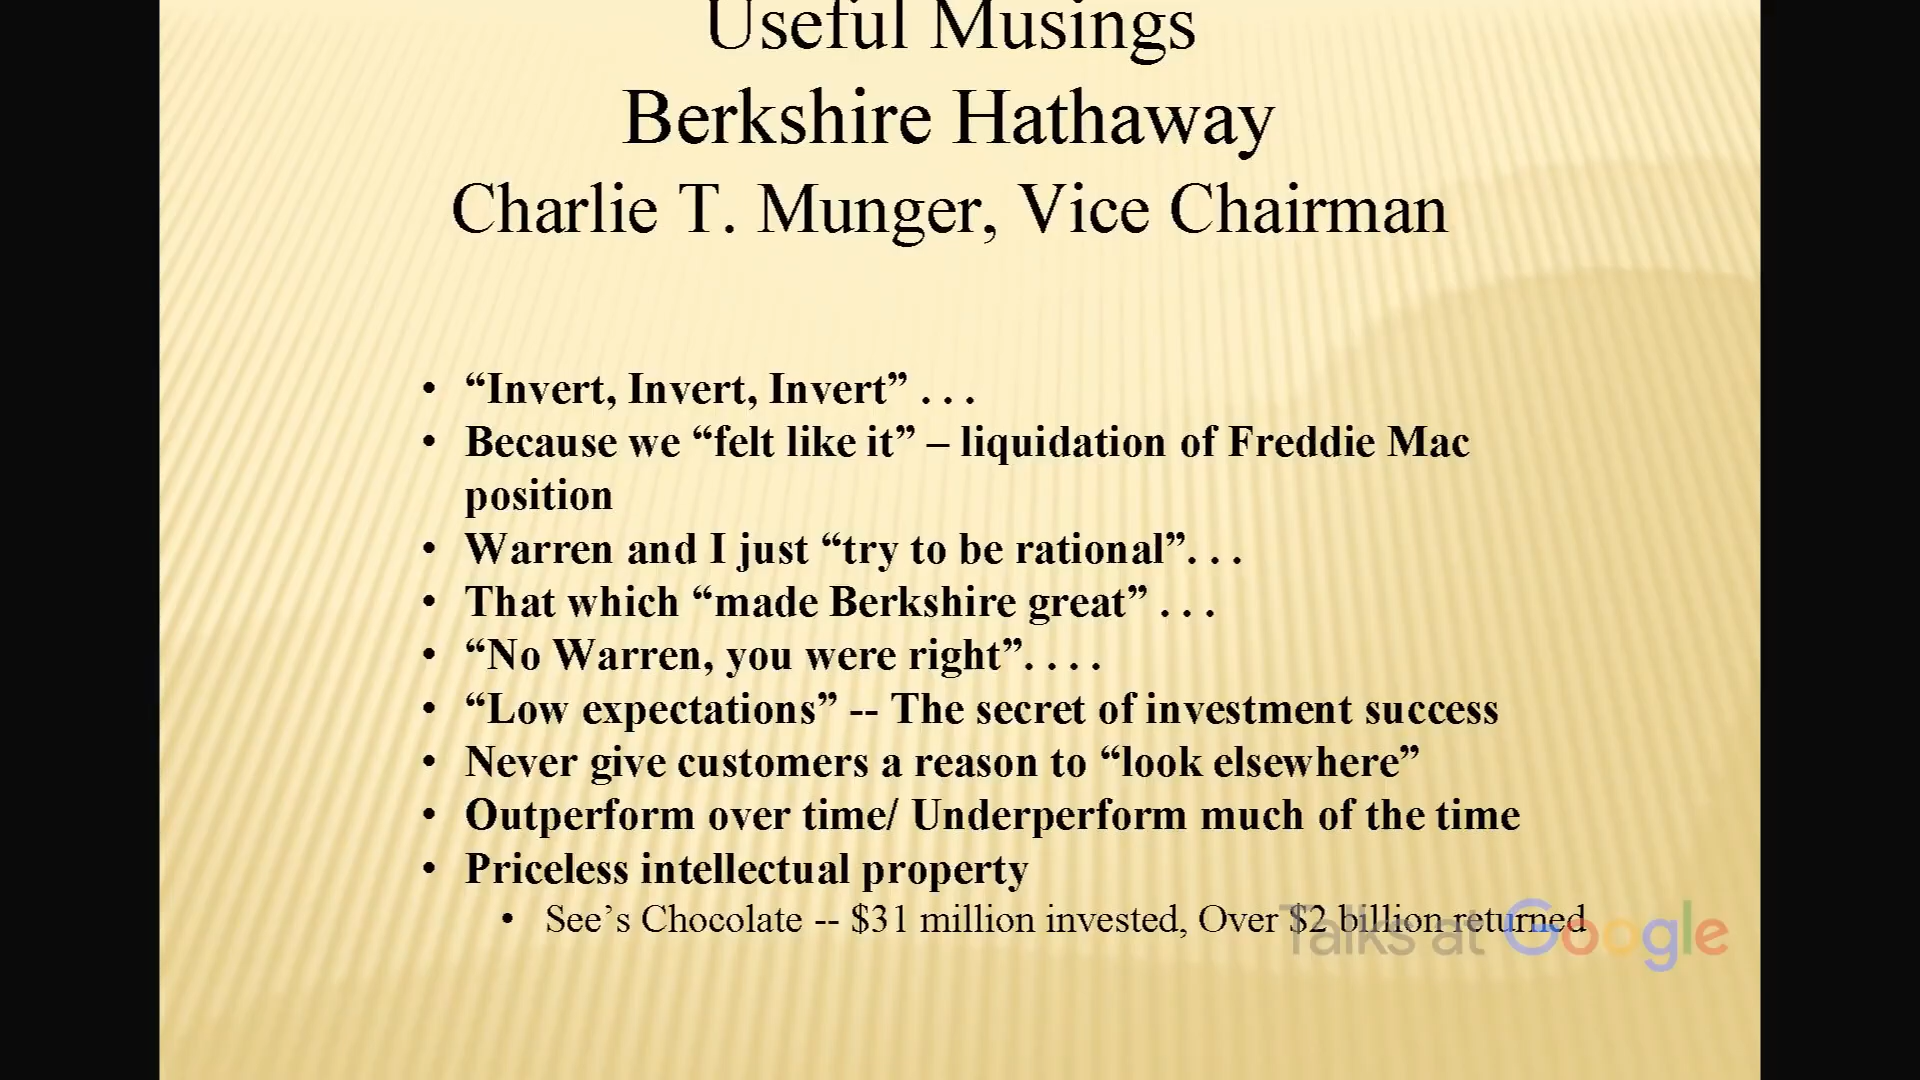 Useful Musings
Berkshire Hathaway
Charlie T. Munger, Vice Chairman
• “Invert, Invert, Invert” . . .
• Because we “felt like it” – liquidation of Freddie Mac
position
• Warren and I just “try to be rational”. . .
• That which “made Berkshire great” . . .
• “No Warren, you were right”. . . .
• “Low expectations” -- The secret of investment success
• Never give customers a reason to “look elsewhere”
• Outperform over time/ Underperform much of the time
• Priceless intellectual property
• See’s Chocolate -- $31 million invested, Over $2 billion returned
Talks at Google